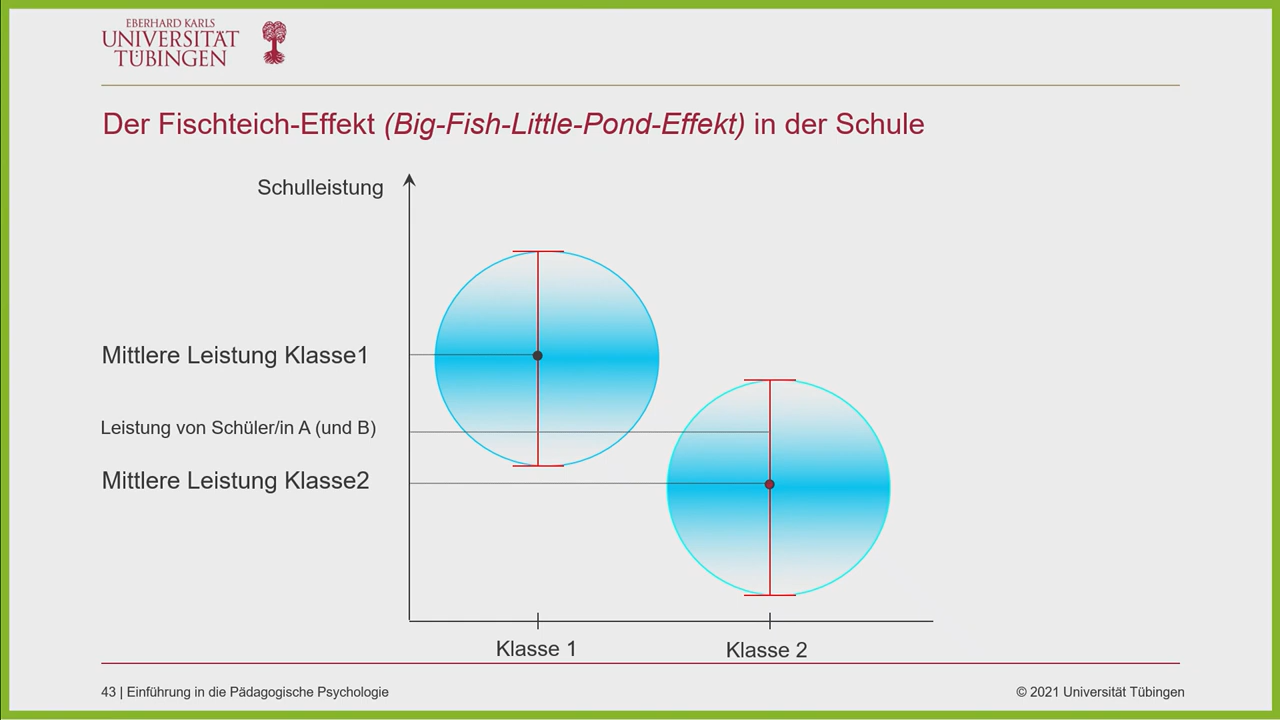 EBERHARD KARLS
UNIVERSITÄT
TÜBINGEN
Der Fischteich-Effekt (Big-Fish-Little-Pond-Effekt) in der Schule
Schulleistung
Mittlere Leistung Klasse1
Leistung von Schüler/in A (und B)
Mittlere Leistung Klasse2
Klasse 1
Klasse 2
43 | Einführung in die Pädagogische Psychologie
© 2021 Universität Tübingen